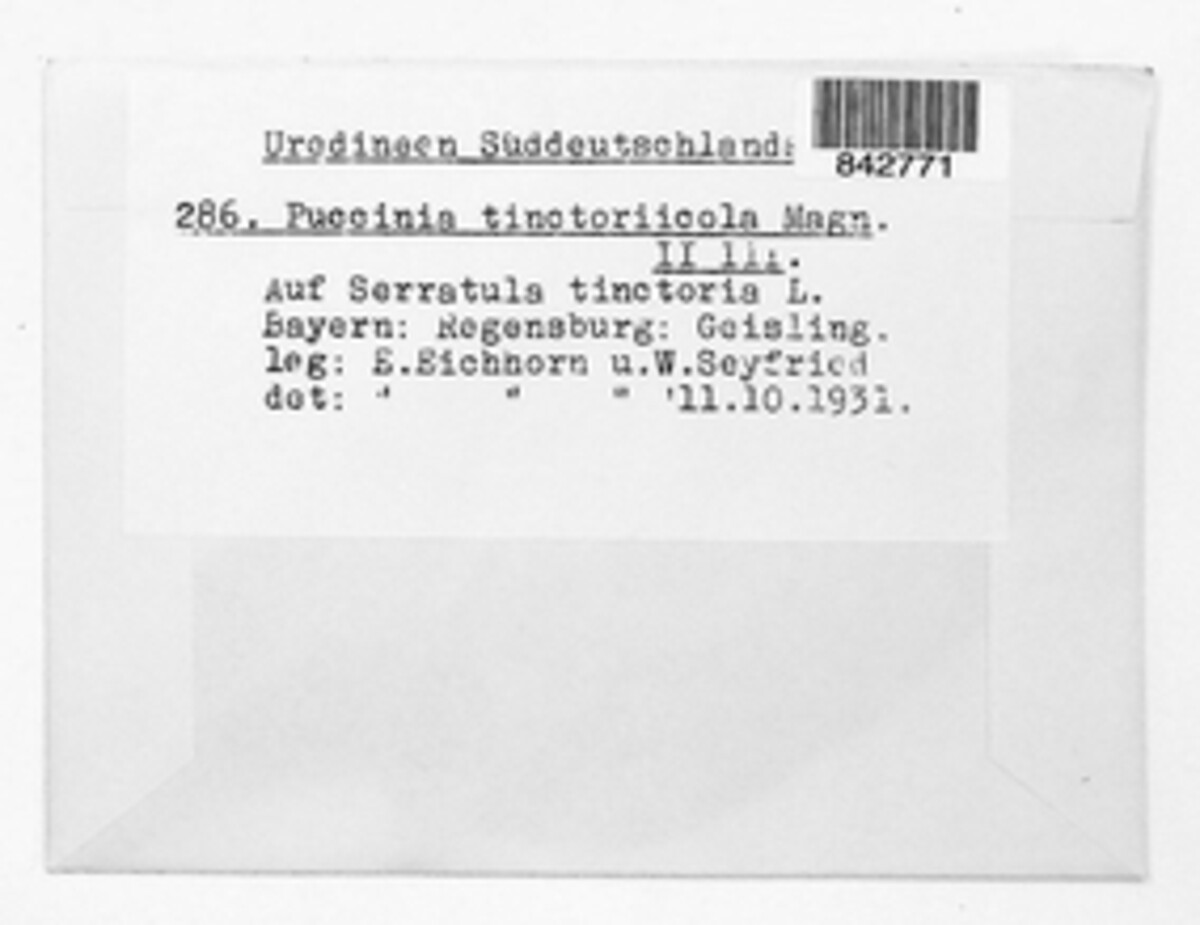 Uredineen Süddeutschlands
842771
286. Puccinia tinctoriicola Magn.
II III.
Auf Serratula tinctoria L.
Bayern: Regensburg: Geisling.
leg: E.Eichhorn u.W.Seyfried
det: " " " 11.10.1931.